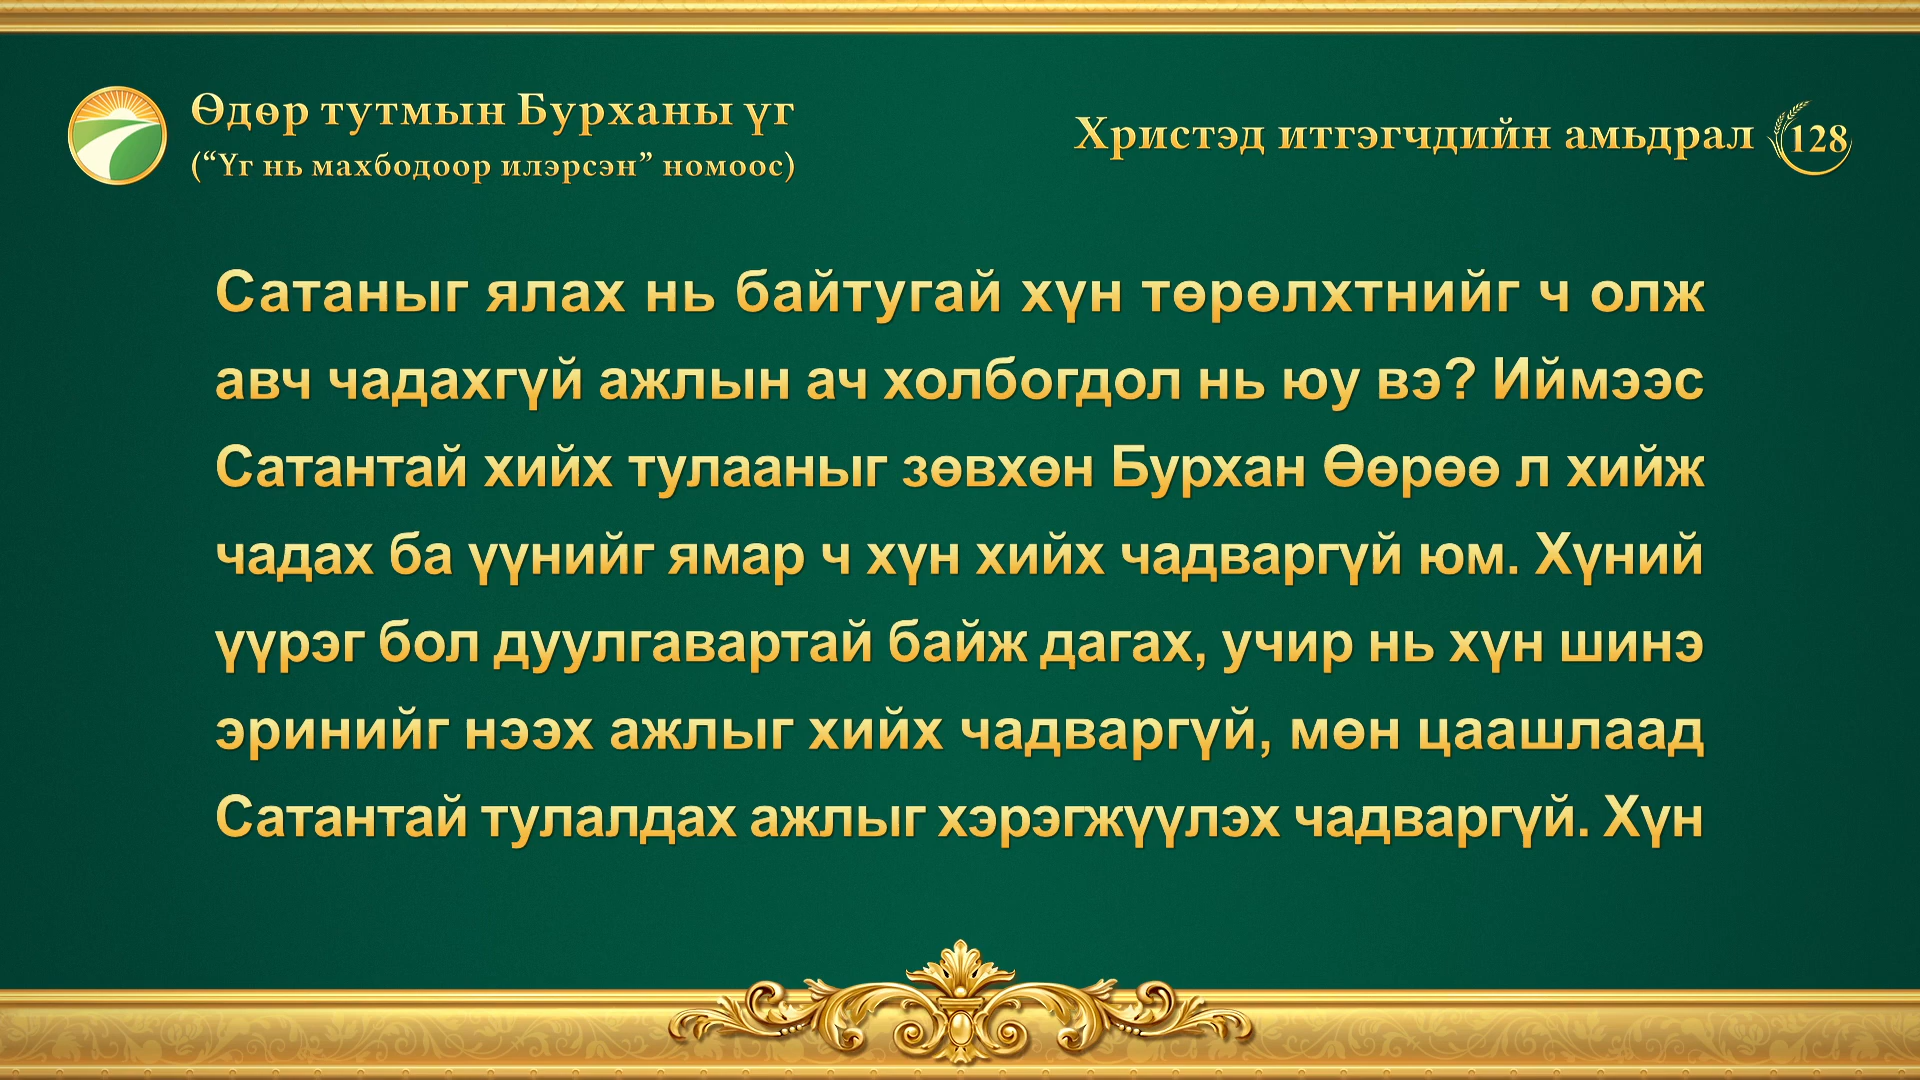 Өдөр тутмын Бурханы үг
(“Үг нь махбодоор илэрсэн” номоос)
Христэд итгэгчдийн амьдрал 128
Сатаныг ялах нь байтугай хүн төрөлхтнийг ч олж
авч чадахгүй ажлын ач холбогдол нь юу вэ? Иймээс
Сатантай хийх тулааныг зөвхөн Бурхан Өөрөө л хийж
чадах ба үүнийг ямар ч хүн хийх чадваргүй юм. Хүний
үүрэг бол дуулгавартай байж дагах, учир нь хүн шинэ
эринийг нээх ажлыг хийх чадваргүй, мөн цаашлаад
Сатантай тулалдах ажлыг хэрэгжүүлэх чадваргүй. Хүн